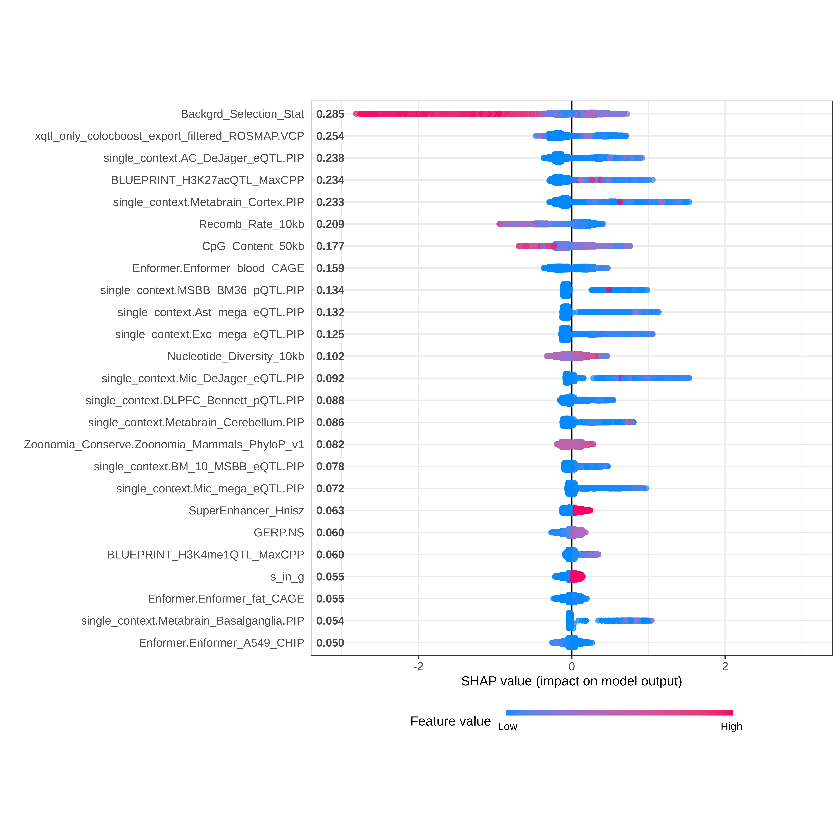 Backgrd_Selection_Stat 0.285
xqtl_only_colocboost_export_filtered_ROSMAP.VCP 0.254
single_context.AC_DeJager_eQTL.PIP 0.238
BLUEPRINT_H3K27acQTL_MaxCPP 0.234
single_context.Metabrain_Cortex.PIP 0.233
Recomb_Rate_10kb 0.209
CpG_Content_50kb 0.177
Enformer.Enformer_blood_CAGE 0.159
single_context.MSBB_BM36_pQTL.PIP 0.134
single_context.Ast_mega_eQTL.PIP 0.132
single_context.Exc_mega_eQTL.PIP 0.125
Nucleotide_Diversity_10kb 0.102
single_context.Mic_DeJager_eQTL.PIP 0.092
single_context.DLPFC_Bennett_pQTL.PIP 0.088
single_context.Metabrain_Cerebellum.PIP 0.086
Zoonomia_Conserve.Zoonomia_Mammals_PhyloP_v1 0.082
single_context.BM_10_MSBB_eQTL.PIP 0.078
single_context.Mic_mega_eQTL.PIP 0.072
SuperEnhancer_Hnisz 0.063
GERP.NS 0.060
BLUEPRINT_H3K4me1QTL_MaxCPP 0.060
s_in_g 0.055
Enformer.Enformer_fat_CAGE 0.055
single_context.Metabrain_Basalganglia.PIP 0.054
Enformer.Enformer_A549_CHIP 0.050
-2 0 2
SHAP value (impact on model output)
Feature value
Low High